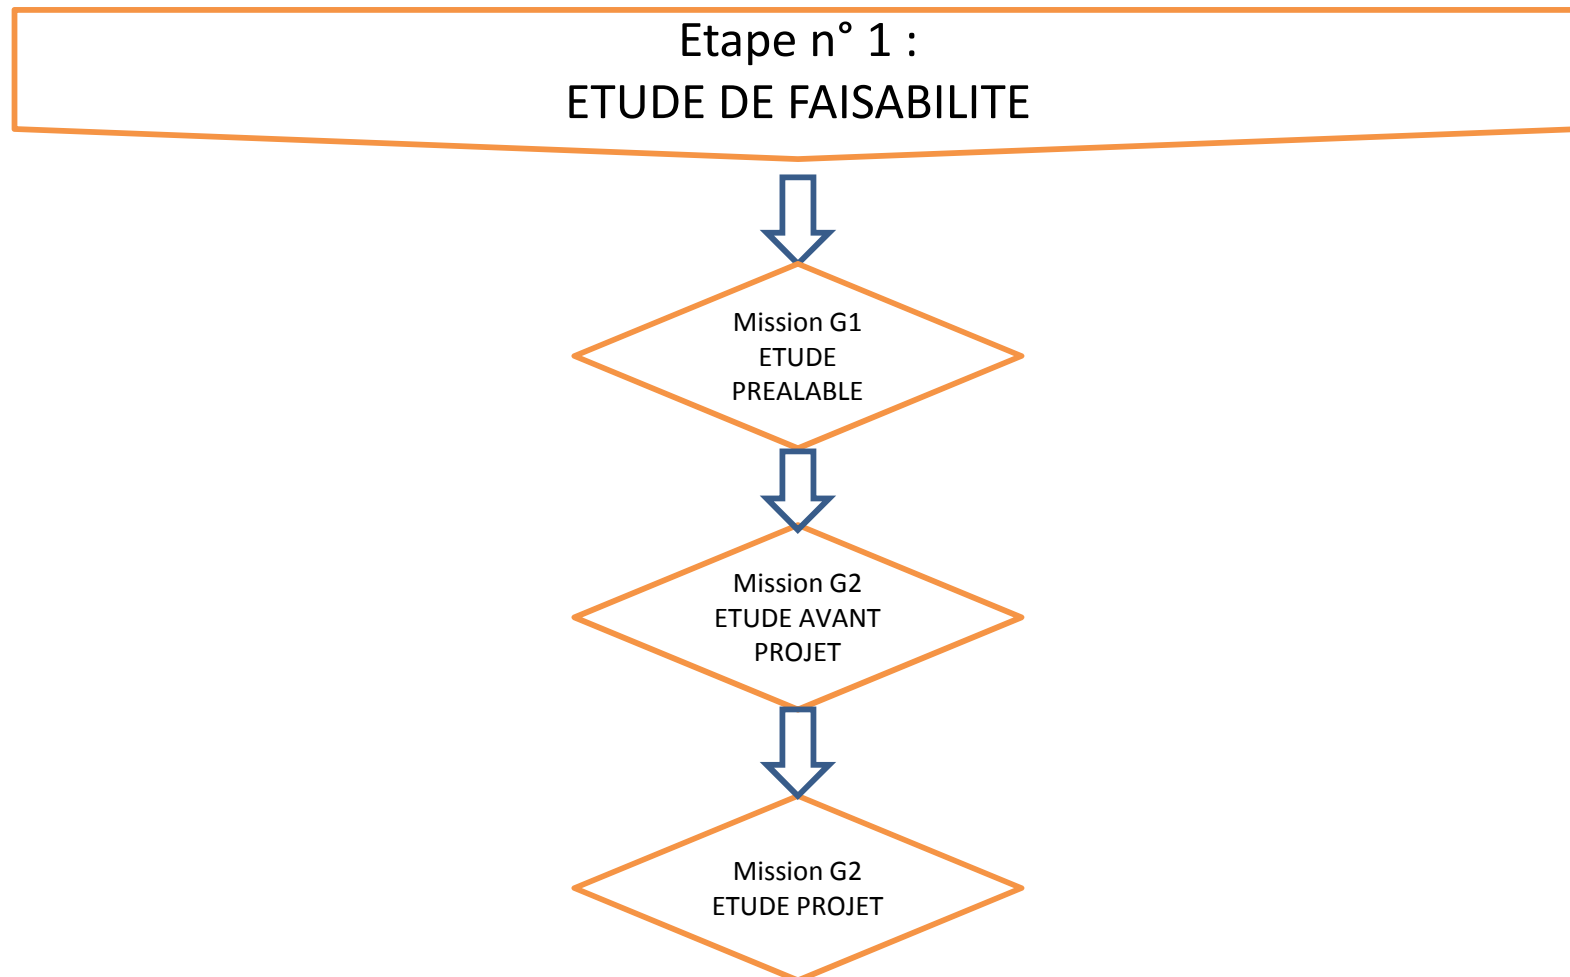 Etape n° 1 :
ETUDE DE FAISABILITE
Mission G1
ETUDE
PREALABLE
Mission G2
ETUDE AVANT
PROJET
Mission G2
ETUDE PROJET